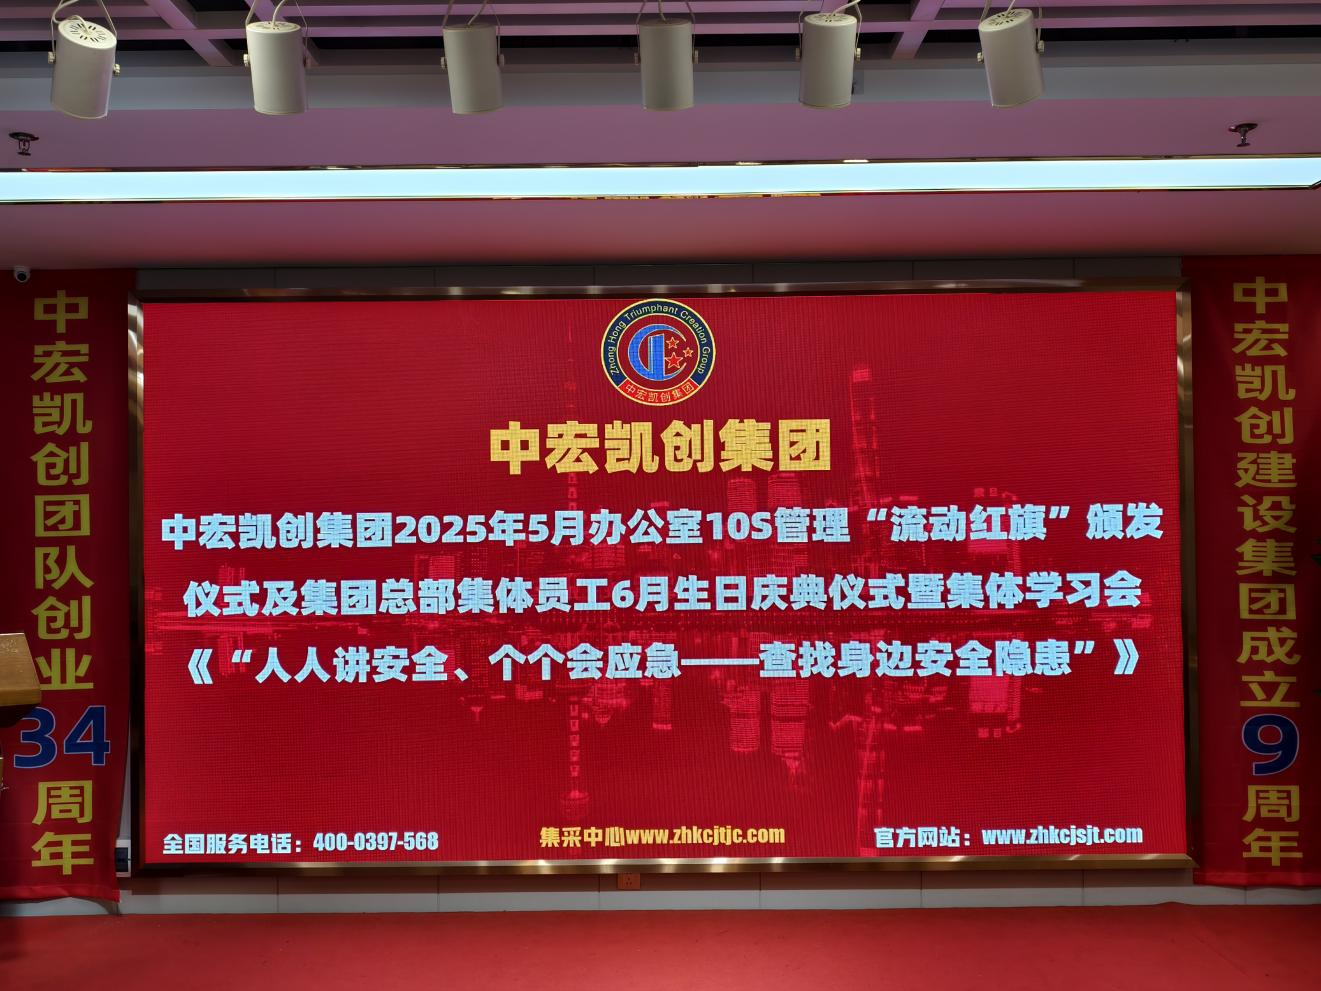 中宏凯创团队创业34周年
Zhong Hong Triumphant Creation Group
中宏凯创集团
中宏凯创集团
中宏凯创集团2025年5月办公室10S管理“流动红旗”颁发
仪式及集团总部集体员工6月生日庆典仪式暨集体学习会
《“人人讲安全、个个会应急——查找身边安全隐患”》
全国服务电话：400-0397-568
集采中心www.zhkcjtjc.com
官方网站：www.zhkcjsjt.com
中宏凯创建设集团成立9周年